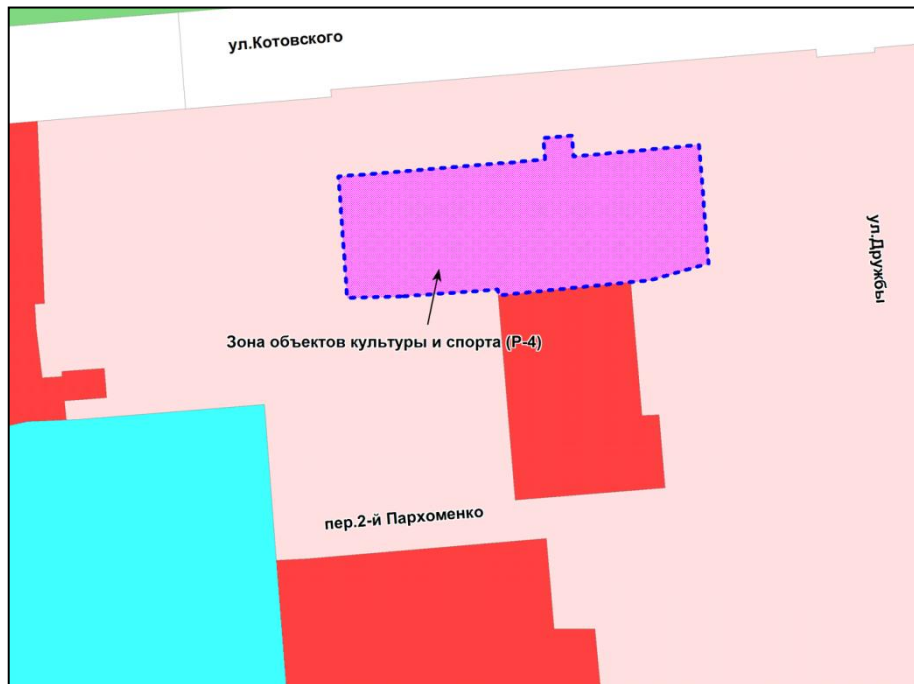 ул.Котовского
ул.Дружбы
Зона объектов культуры и спорта (Р-4)
пер.2-й Пархоменко